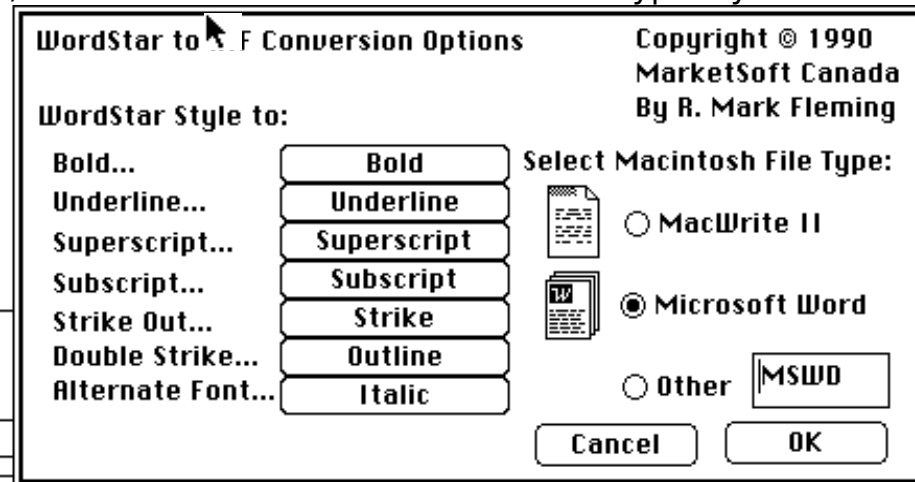 WordStar to F Conversion Options
Copyright © 1990
MarketSoft Canada
By R. Mark Fleming
WordStar Style to:
Bold... Bold
Underline... Underline
Superscript... Superscript
Subscript... Subscript
Strike Out... Strike
Double Strike... Outline
Alternate Font... Italic
Select Macintosh File Type:
MacWrite II
W
Microsoft Word
Other MSWD
Cancel OK